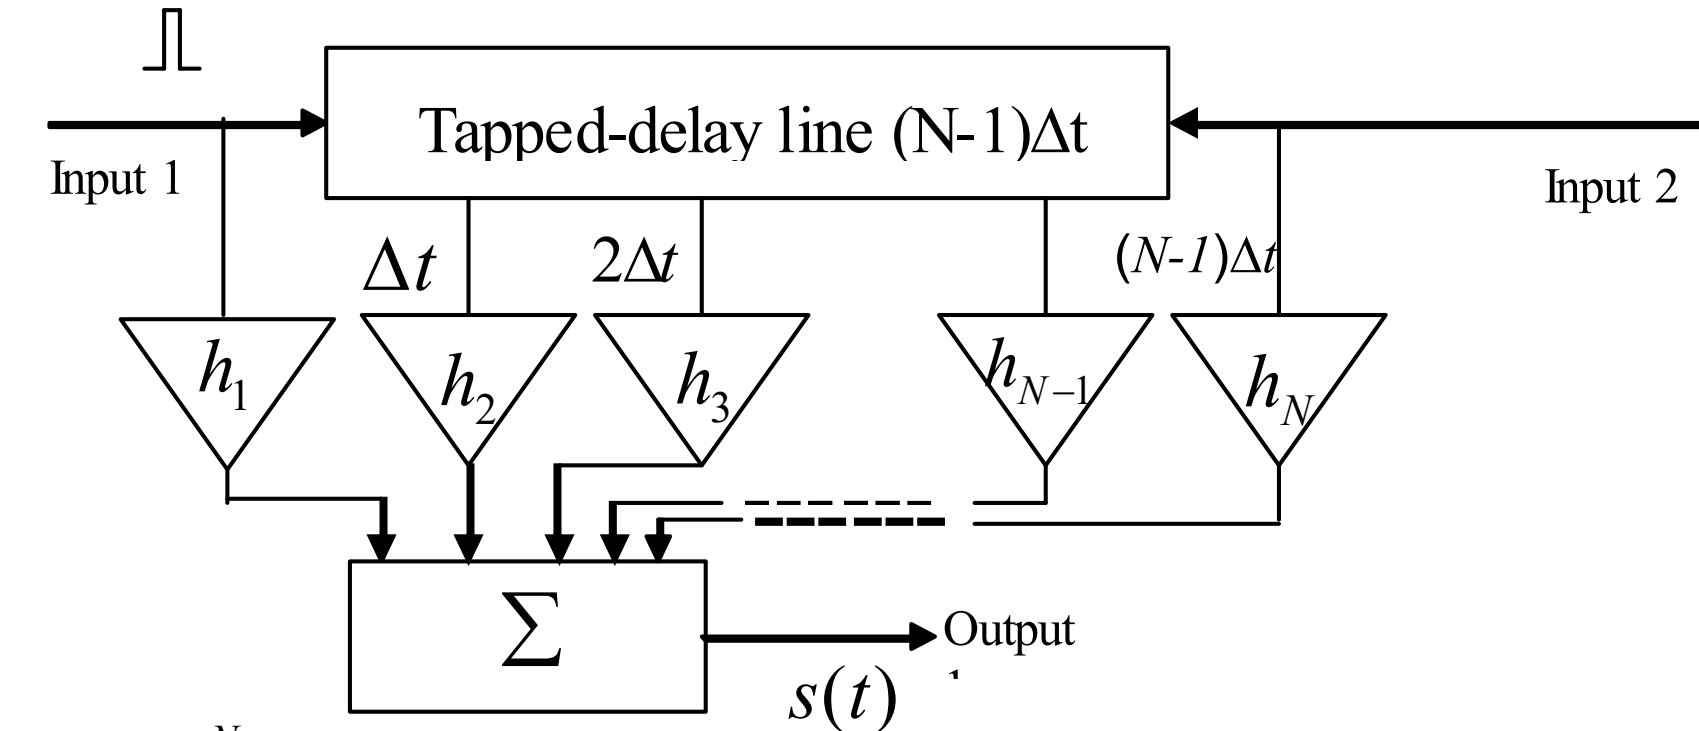 Tapped-delay line (N-1)Δt
Input 1
Input 2
Δt
2Δt
(N-1)Δt
h₁
h₂
h₃
hN−1
hN
Σ
Output
s(t)
N